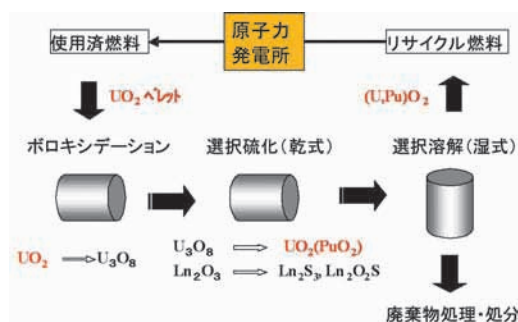 使用済燃料
原子力
発電所
リサイクル燃料
UO2 ペレット
(U,Pu)O2
ボロキシデーション
選択硫化(乾式)
選択溶解(湿式)
UO2 ⟹ U3O8
U3O8 ⟹ UO2(PuO2)
Ln2O3 ⟹ Ln2S3, Ln2O2S
廃棄物処理・処分